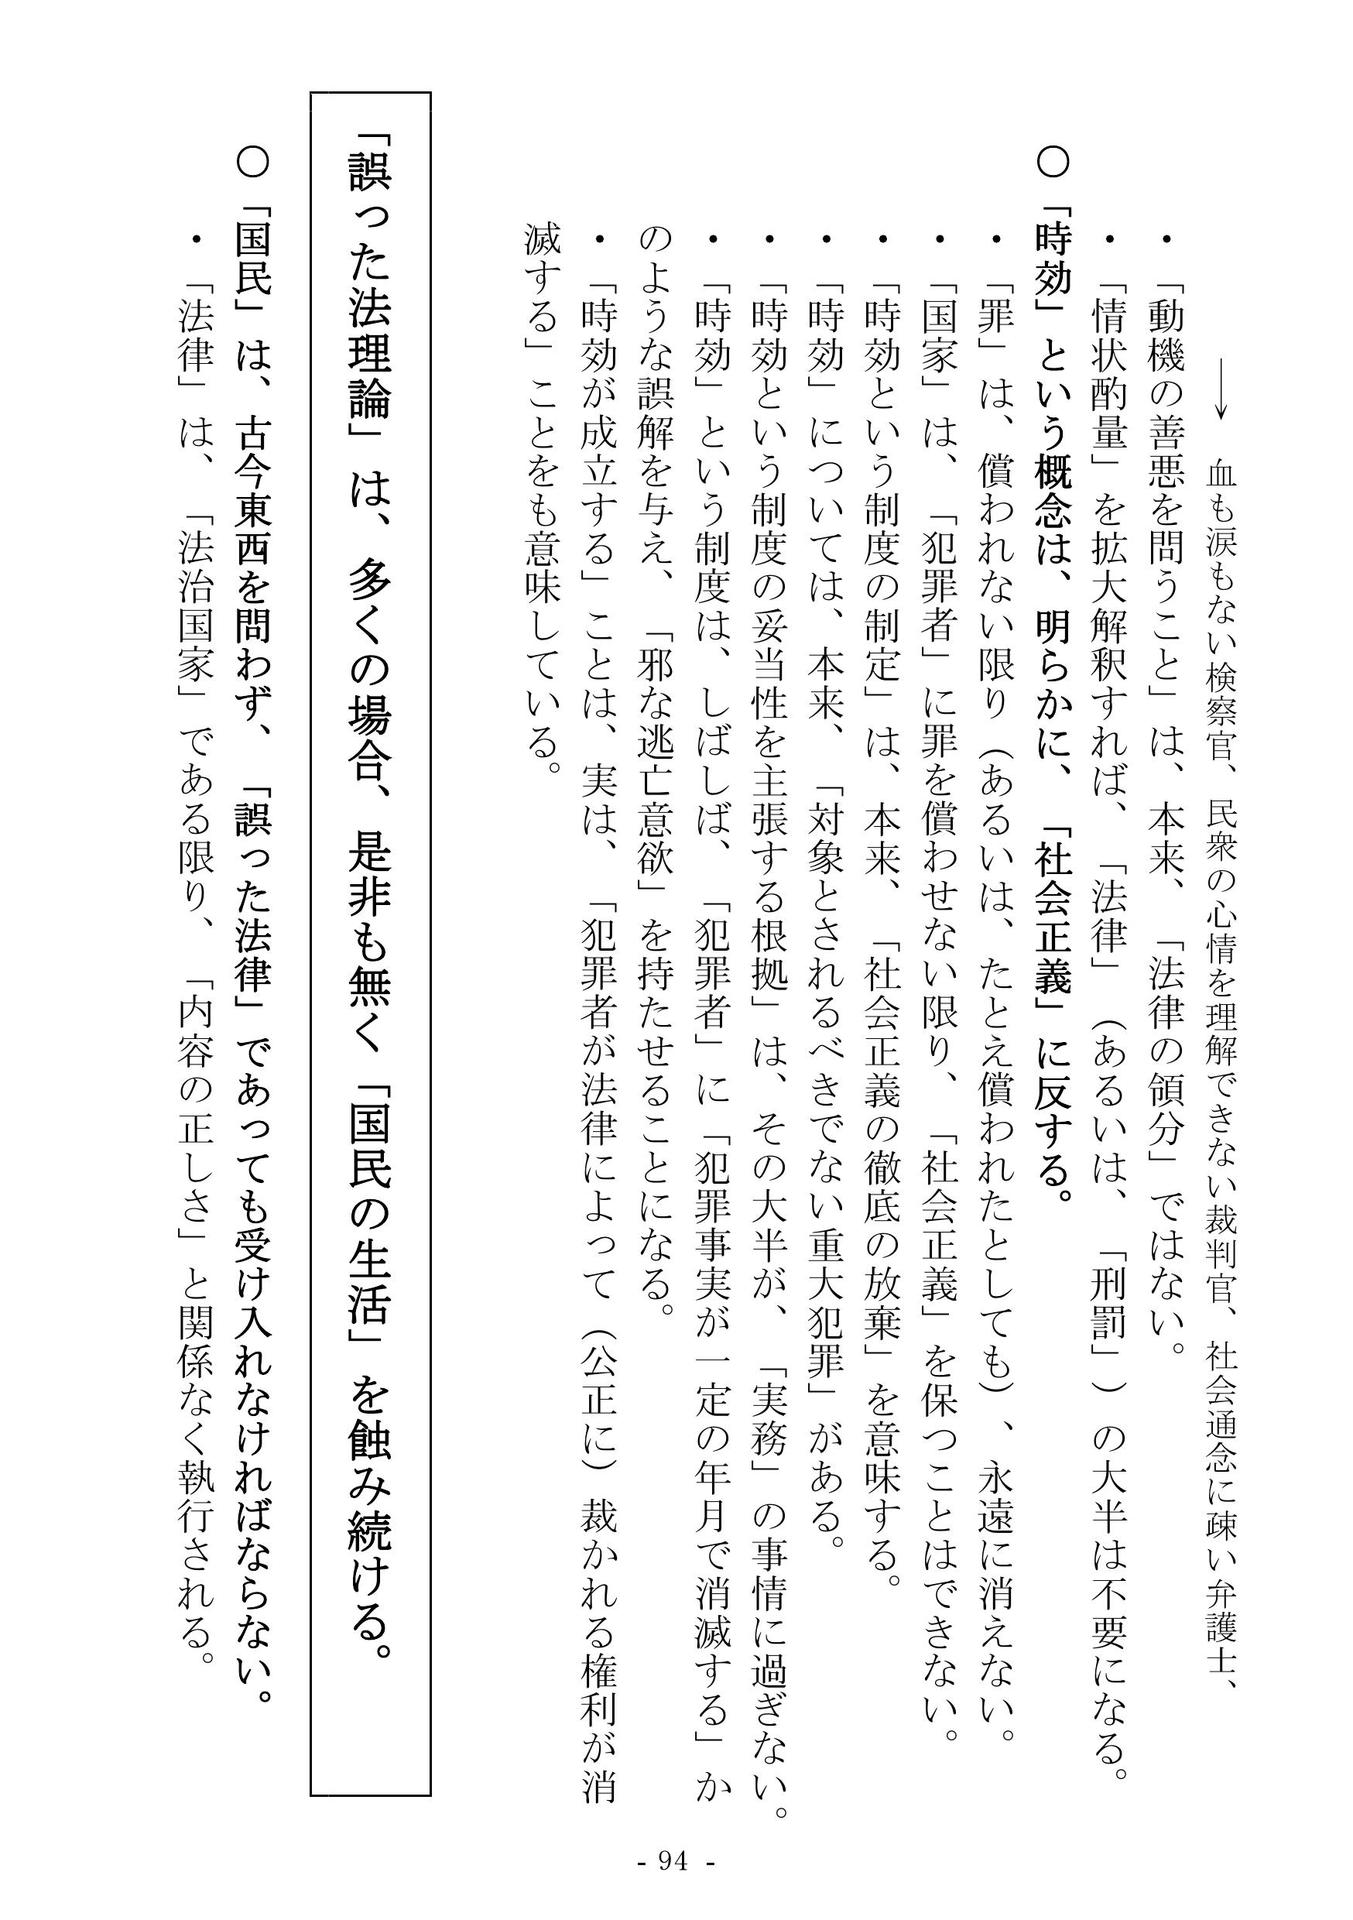 →　血も涙もない検察官、民衆の心情を理解できない裁判官、社会通念に疎い弁護士、
・「動機の善悪を問うこと」は、本来、「法律の領分」ではない。
・「情状酌量」を拡大解釈すれば、「法律」（あるいは、「刑罰」）の大半は不要になる。
〇「時効」という概念は、明らかに、「社会正義」に反する。
・「罪」は、償われない限り（あるいは、たとえ償われたとしても）、永遠に消えない。
・「国家」は、「犯罪者」に罪を償わせない限り、「社会正義」を保つことはできない。
・「時効という制度の制定」は、本来、「社会正義の徹底の放棄」を意味する。
・「時効」については、本来、「対象とされるべきでない重大犯罪」がある。
・「時効という制度の妥当性を主張する根拠」は、その大半が、「実務」の事情に過ぎない。
・「時効」という制度は、しばしば、「犯罪者」に「犯罪事実が一定の年月で消滅する」か
のような誤解を与え、「邪な逃亡意欲」を持たせることになる。
・「時効が成立する」ことは、実は、「犯罪者が法律によって（公正に）裁かれる権利が消
滅する」ことをも意味している。
「誤った法理論」は、多くの場合、是非も無く「国民の生活」を蝕み続ける。
〇「国民」は、古今東西を問わず、「誤った法律」であっても受け入れなければならない。
・「法律」は、「法治国家」である限り、「内容の正しさ」と関係なく執行される。
- 94 -